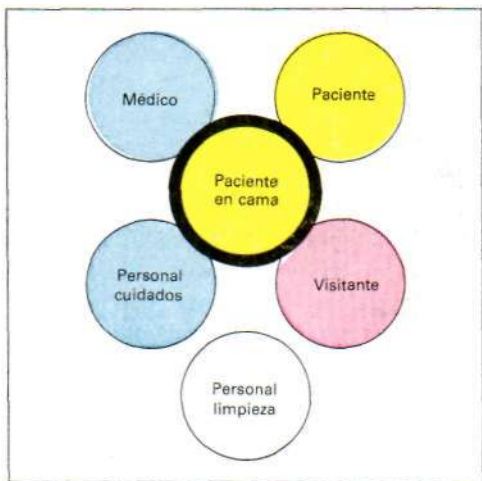 Médico
Paciente
Paciente
en cama
Personal
cuidados
Visitante
Personal
limpieza